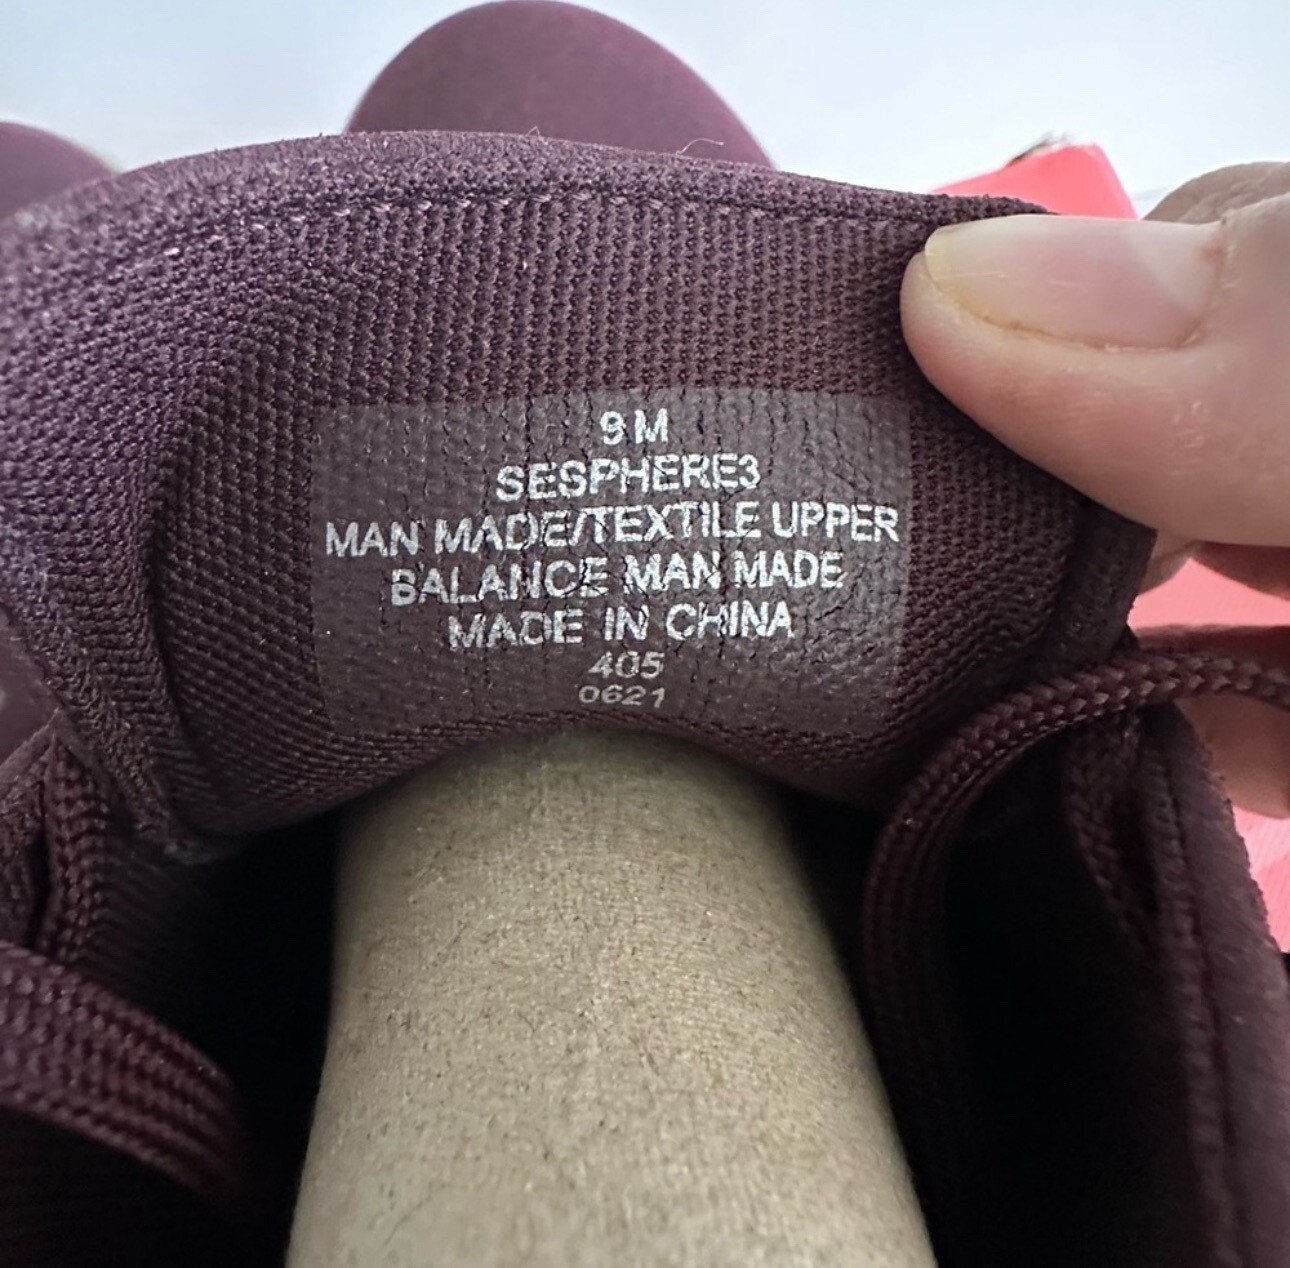 9 M
SESPHERE3
MAN MADE/TEXTILE UPPER
BALANCE MAN MADE
MADE IN CHINA
405
0621